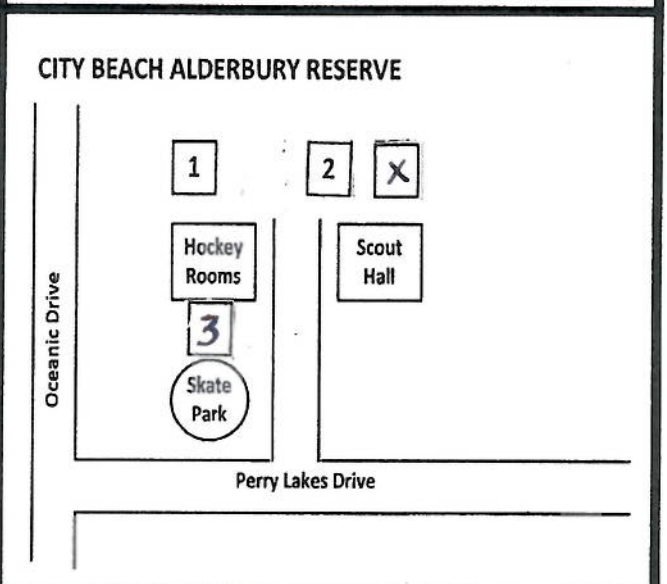 CITY BEACH ALDERBURY RESERVE
1
2
X
Hockey
Rooms
Scout
Hall
3
Skate
Park
Oceanic Drive
Perry Lakes Drive